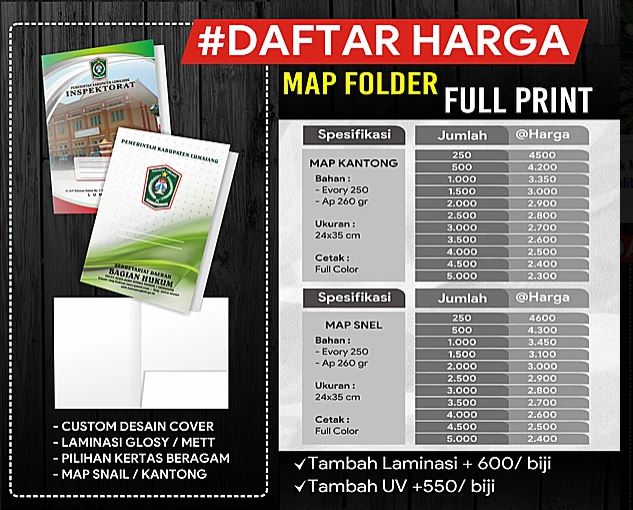 #DAFTAR HARGA
MAP FOLDER
FULL PRINT
PEMERINTAH KABUPATEN LUMAJANG
INSPEKTORAT
PEMERINTAH KABUPATEN LUMAJANG
SEKRETARIAT DAERAH
BAGIAN HUKUM
- CUSTOM DESAIN COVER
- LAMINASI GLOSY / METT
- PILIHAN KERTAS BERAGAM
- MAP SNAIL / KANTONG
Spesifikasi Jumlah @Harga
MAP KANTONG
Bahan :
- Evory 250
- Ap 260 gr
Ukuran :
24x35 cm
Cetak :
Full Color
250 4500
500 4.200
1.000 3.350
1.500 3.000
2.000 2.900
2.500 2.800
3.000 2.700
3.500 2.600
4.000 2.500
4.500 2.400
5.000 2.300
Spesifikasi Jumlah @Harga
MAP SNEL
Bahan :
- Evory 250
- Ap 260 gr
Ukuran :
24x35 cm
Cetak :
Full Color
250 4600
500 4.300
1.000 3.450
1.500 3.100
2.000 3.000
2.500 2.900
3.000 2.800
3.500 2.700
4.000 2.600
4.500 2.500
5.000 2.400
✓Tambah Laminasi + 600/ biji
✓Tambah UV +550/ biji